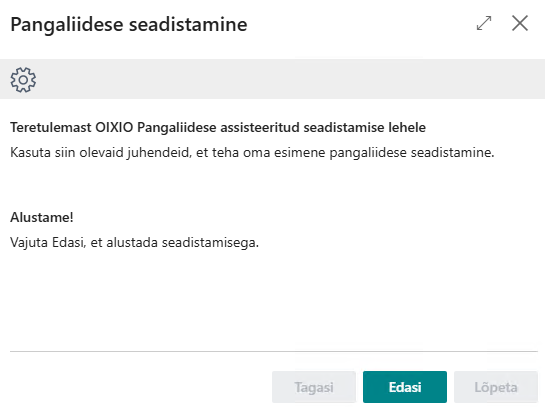 Pangaliidese seadistamine
Teretulemast OIXIO Pangaliidese assisteeritud seadistamise lehele
Kasuta siin olevaid juhendeid, et teha oma esimene pangaliidese seadistamine.
Alustame!
Vajuta Edasi, et alustada seadistamisega.
Tagasi
Edasi
Lõpeta